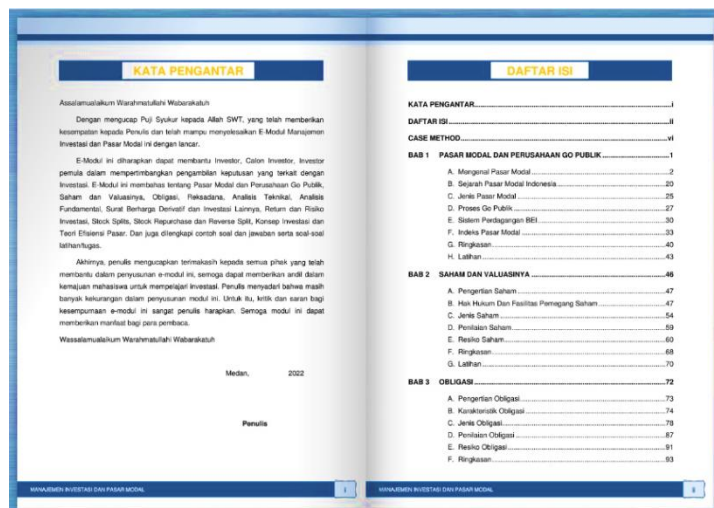 KATA PENGANTAR
Assalamualaikum Warahmatullahi Wabarakatuh
Dengan mengucap Puji Syukur kepada Allah SWT, yang telah memberikan
kesempatan kepada Penulis dan telah mampu menyelesaikan E-Modul Manajemen
Investasi dan Pasar Modal ini dengan lancar.
E-Modul ini diharapkan dapat membantu Investor, Calon Investor, Investor
pemula dalam mempertimbangkan pengambilan keputusan yang terkait dengan
Investasi. E-Modul ini membahas tentang Pasar Modal dan Perusahaan Go Publik,
Saham dan Valuasinya, Obligasi, Reksadana, Analisis Teknikal, Analisis
Fundamental, Surat Berharga Derivatif dan Investasi Lainnya, Return dan Risiko
Investasi, Stock Splits, Stock Repurchase dan Reverse Split, Konsep Investasi dan
Teori Efisiensi Pasar. Dan juga dilengkapi contoh soal dan jawaban serta soal-soal
latihan/tugas.
Akhirnya, penulis mengucapkan terimakasih kepada semua pihak yang telah
membantu dalam penyusunan e-modul ini, semoga dapat memberikan andil dalam
kemajuan mahasiswa untuk mempelajari investasi. Penulis menyadari bahwa masih
banyak kekurangan dalam penyusunan modul ini. Untuk itu, kritik dan saran bagi
kesempurnaan e-modul ini sangat penulis harapkan. Semoga modul ini dapat
memberikan manfaat bagi para pembaca.
Wassalamualaikum Warahmatullahi Wabarakatuh
Medan, 2022
Penulis
MANAJEMEN INVESTASI DAN PASAR MODAL i
DAFTAR ISI
KATA PENGANTAR.....i
DAFTAR ISI.....ii
CASE METHOD.....vi
BAB 1 PASAR MODAL DAN PERUSAHAAN GO PUBLIK.....1
A. Mengenal Pasar Modal.....2
B. Sejarah Pasar Modal Indonesia.....20
C. Jenis Pasar Modal.....25
D. Proses Go Publik.....27
E. Sistem Perdagangan BEI.....30
F. Indeks Pasar Modal.....33
G. Ringkasan.....40
H. Latihan.....43
BAB 2 SAHAM DAN VALUASINYA.....46
A. Pengertian Saham.....47
B. Hak Hukum Dan Fasilitas Pemegang Saham.....47
C. Jenis Saham.....54
D. Penilaian Saham.....59
E. Resiko Saham.....60
F. Ringkasan.....68
G. Latihan.....70
BAB 3 OBLIGASI.....72
A. Pengertian Obligasi.....73
B. Karakteristik Obligasi.....74
C. Jenis Obligasi.....78
D. Penilaian Obligasi.....87
E. Resiko Obligasi.....91
F. Ringkasan.....93
MANAJEMEN INVESTASI DAN PASAR MODAL ii